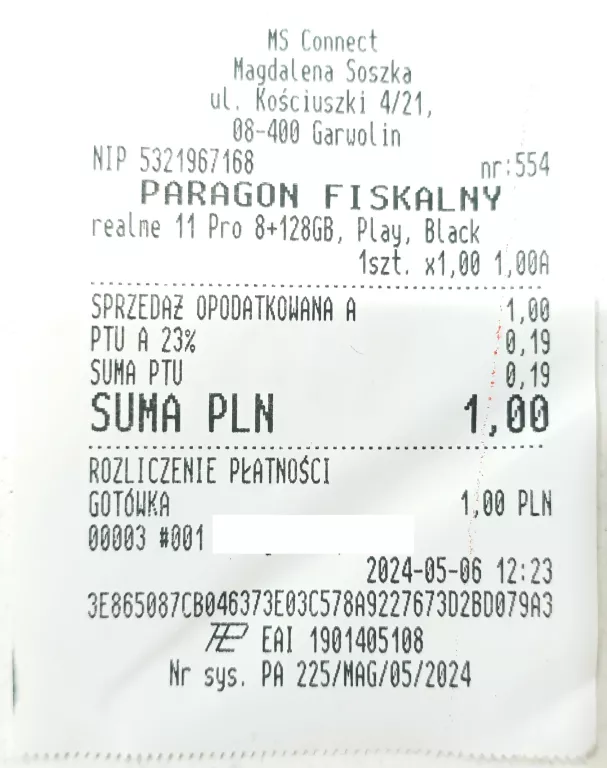 MS Connect
Magdalena Soszka
ul. Kościuszki 4/21,
08-400 Garwolin
NIP 5321967168 nr:554
PARAGON FISKALNY
realme 11 Pro 8+128GB, Play, Black
1szt. x1,00 1,00A
SPRZEDAŻ OPODATKOWANA A 1,00
PTU A 23% 0,19
SUMA PTU 0,19
SUMA PLN 1,00
ROZLICZENIE PŁATNOŚCI
GOTÓWKA 1,00 PLN
00003 #001
2024-05-06 12:23
3E865087CB046373E03C578A9227673D2BD079A3
EAI 1901405108
Nr sys. PA 225/MAG/05/2024